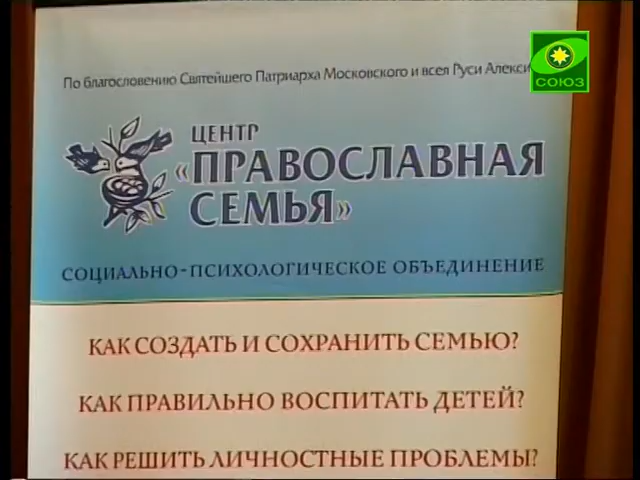 По благословению Святейшего Патриарха Московского и всея Руси
СОЮЗ
ЦЕНТР
«ПРАВОСЛАВНАЯ
СЕМЬЯ»
СОЦИАЛЬНО-ПСИХОЛОГИЧЕСКОЕ ОБЪЕДИНЕНИЕ
КАК СОЗДАТЬ И СОХРАНИТЬ СЕМЬЮ?
КАК ПРАВИЛЬНО ВОСПИТАТЬ ДЕТЕЙ?
КАК РЕШИТЬ ЛИЧНОСТНЫЕ ПРОБЛЕМЫ?